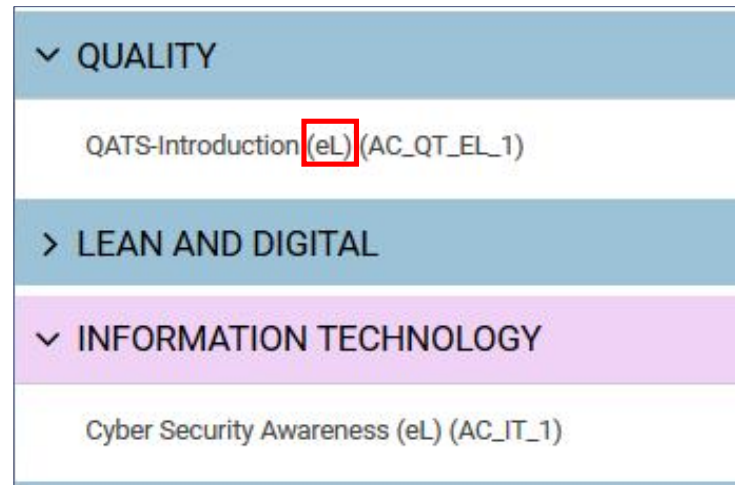 QUALITY
QATS-Introduction (eL) (AC_QT_EL_1)
LEAN AND DIGITAL
INFORMATION TECHNOLOGY
Cyber Security Awareness (eL) (AC_IT_1)